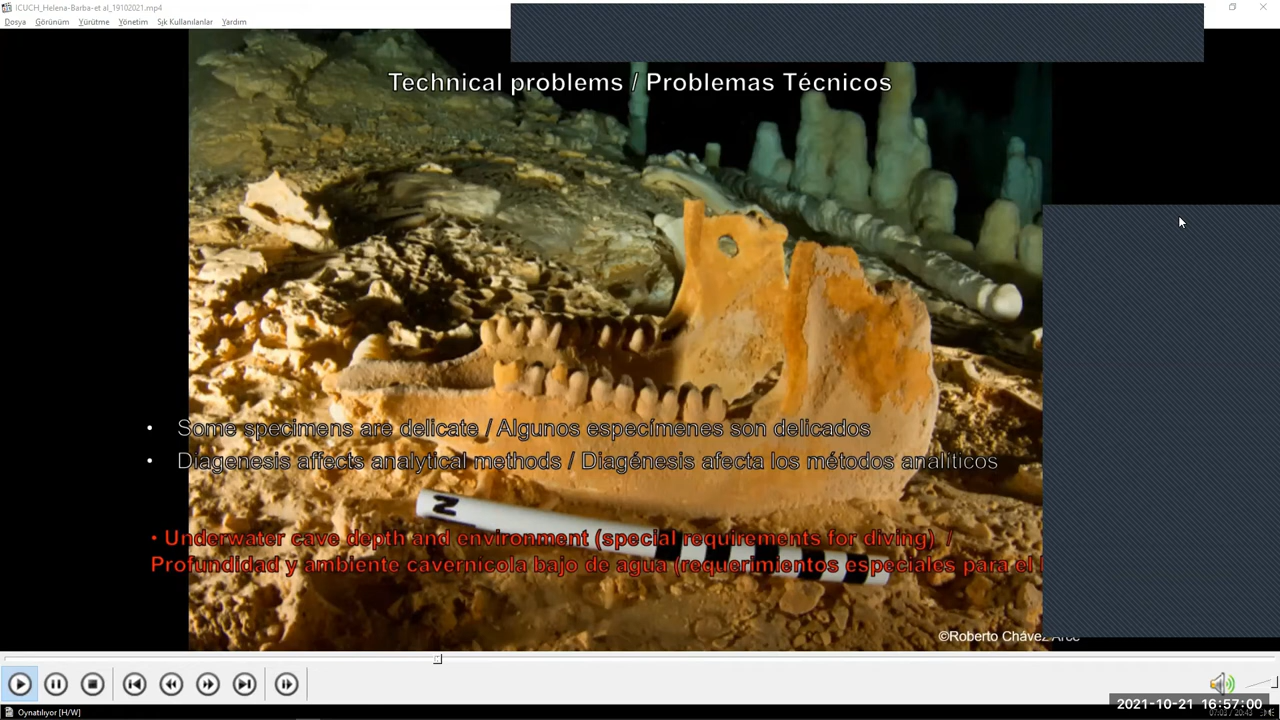 ICUCH_Helena-Barba-et al_19102021.mp4
Dosya Görünüm Yürütme Yönetim Sık Kullanılanlar Yardım
Technical problems / Problemas Técnicos
• Some specimens are delicate / Algunos especímenes son delicados
• Diagenesis affects analytical methods / Diagénesis afecta los métodos analíticos
• Underwater cave depth and environment (special requirements for diving) /
Profundidad y ambiente cavernicola bajo de agua (requerimientos especiales para el
N
©Roberto Chávez Arce
2021-10-21 16:57:00
Oynatılıyor [H/W]